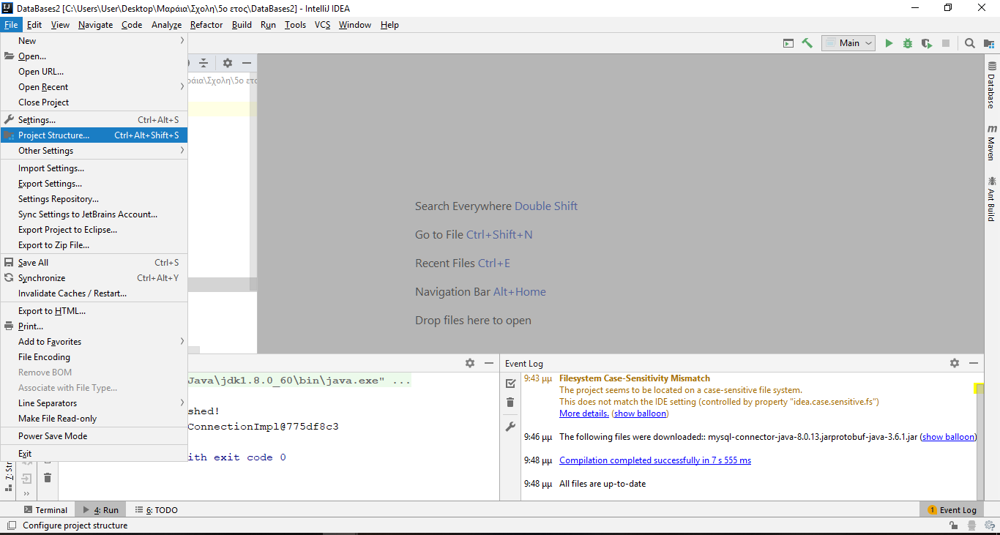 DataBases2 [C:\Users\User\Desktop\Μαράια\Σχολη\5ο ετος\DataBases2] - IntelliJ IDEA
File Edit View Navigate Code Analyze Refactor Build Run Tools VCS Window Help
New
Open...
Open URL...
Open Recent
Close Project
Settings... Ctrl+Alt+S
Project Structure... Ctrl+Alt+Shift+S
Other Settings
Import Settings...
Export Settings...
Settings Repository...
Sync Settings to JetBrains Account...
Export Project to Eclipse...
Export to Zip File...
Save All Ctrl+S
Synchronize Ctrl+Alt+Y
Invalidate Caches / Restart...
Export to HTML...
Print...
Add to Favorites
File Encoding
Remove BOM
Associate with File Type...
Line Separators
Make File Read-only
Power Save Mode
Exit
Main
ράια\Σχολη\5ο ετο
Search Everywhere Double Shift
Go to File Ctrl+Shift+N
Recent Files Ctrl+E
Navigation Bar Alt+Home
Drop files here to open
Database
Maven
Ant Build
Java\jdk1.8.0_60\bin\java.exe" ...
shed!
ConnectionImpl@775df8c3
ith exit code 0
Event Log
9:43 μμ Filesystem Case-Sensitivity Mismatch
The project seems to be located on a case-sensitive file system.
This does not match the IDE setting (controlled by property "idea.case.sensitive.fs")
More details. (show balloon)
9:46 μμ The following files were downloaded:: mysql-connector-java-8.0.13.jarprotobuf-java-3.6.1.jar (show balloon)
9:48 μμ Compilation completed successfully in 7 s 555 ms
9:48 μμ All files are up-to-date
Z: Str
Terminal 4: Run 6: TODO 1 Event Log
Configure project structure